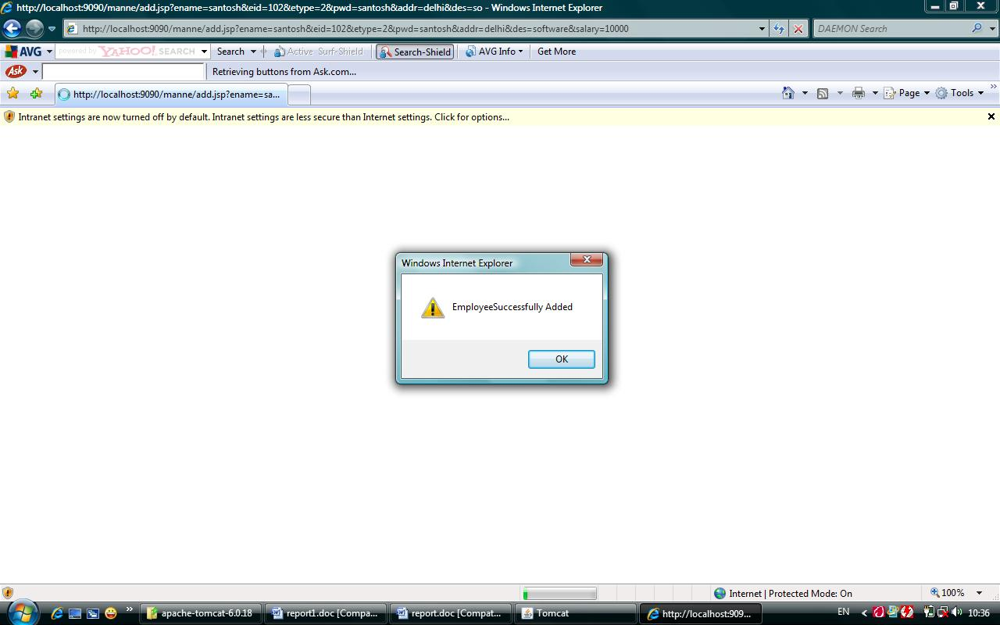 http://localhost:9090/manne/add.jsp?ename=santosh&eid=102&etype=2&pwd=santosh&addr=delhi&des=so - Windows Internet Explorer
http://localhost:9090/manne/add.jsp?ename=santosh&eid=102&etype=2&pwd=santosh&addr=delhi&des=software&salary=10000 DAEMON Search
AVG powered by YAHOO! SEARCH Search Active Surf-Shield Search-Shield AVG Info Get More
Ask Retrieving buttons from Ask.com...
http://localhost:9090/manne/add.jsp?ename=sa... Page Tools
Intranet settings are now turned off by default. Intranet settings are less secure than Internet settings. Click for options...
Windows Internet Explorer
EmployeeSuccessfully Added
OK
Internet | Protected Mode: On 100%
apache-tomcat-6.0.18 report1.doc [Compa... report.doc [Compat... Tomcat http://localhost:909... EN 10:36